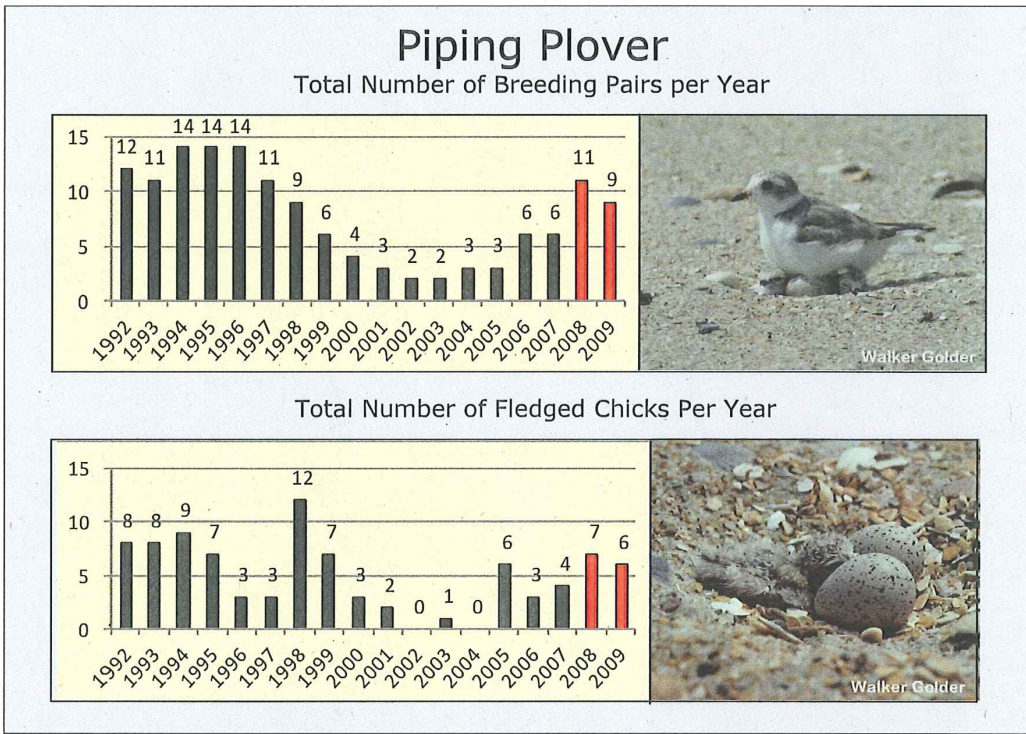 Piping Plover
Total Number of Breeding Pairs per Year
15
10
5
0
12 11 14 14 14 11 9 6 4 3 2 2 3 3 6 6 11 9
1992 1993 1994 1995 1996 1997 1998 1999 2000 2001 2002 2003 2004 2005 2006 2007 2008 2009
Walker Golder
Total Number of Fledged Chicks Per Year
15
10
5
0
8 8 9 7 3 3 12 7 3 2 0 1 0 6 3 4 7 6
1992 1993 1994 1995 1996 1997 1998 1999 2000 2001 2002 2003 2004 2005 2006 2007 2008 2009
Walker Golder